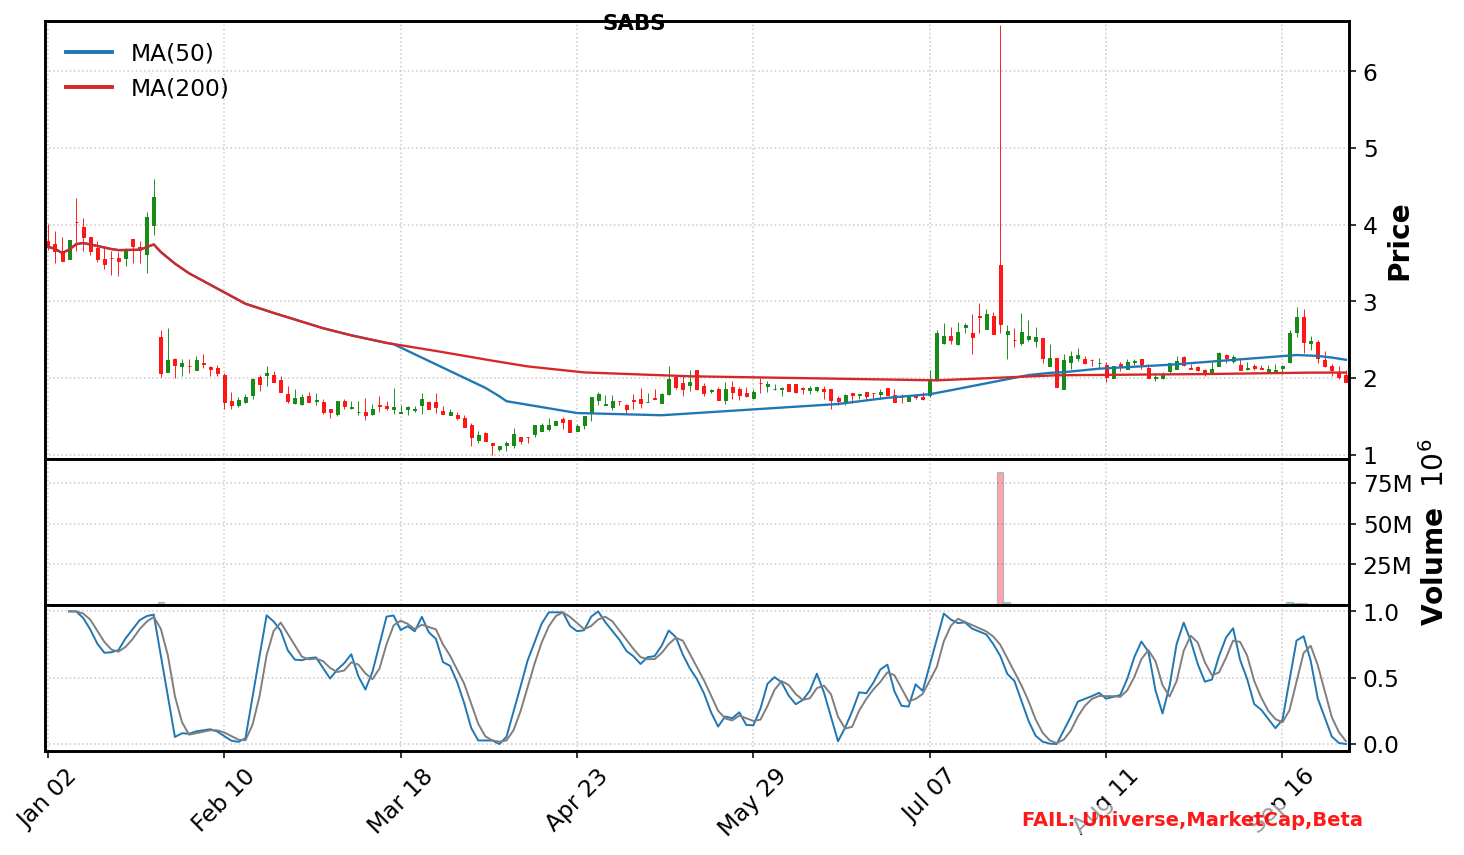 SABS
MA(50)
MA(200)
6
5
4
3
2
1
Price
10^6
75M
50M
25M
Volume
1.0
0.5
0.0
Jan 02
Feb 10
Mar 18
Apr 23
May 29
Jul 07
Aug 11
Sep 16
FAIL: Universe,MarketCap,Beta